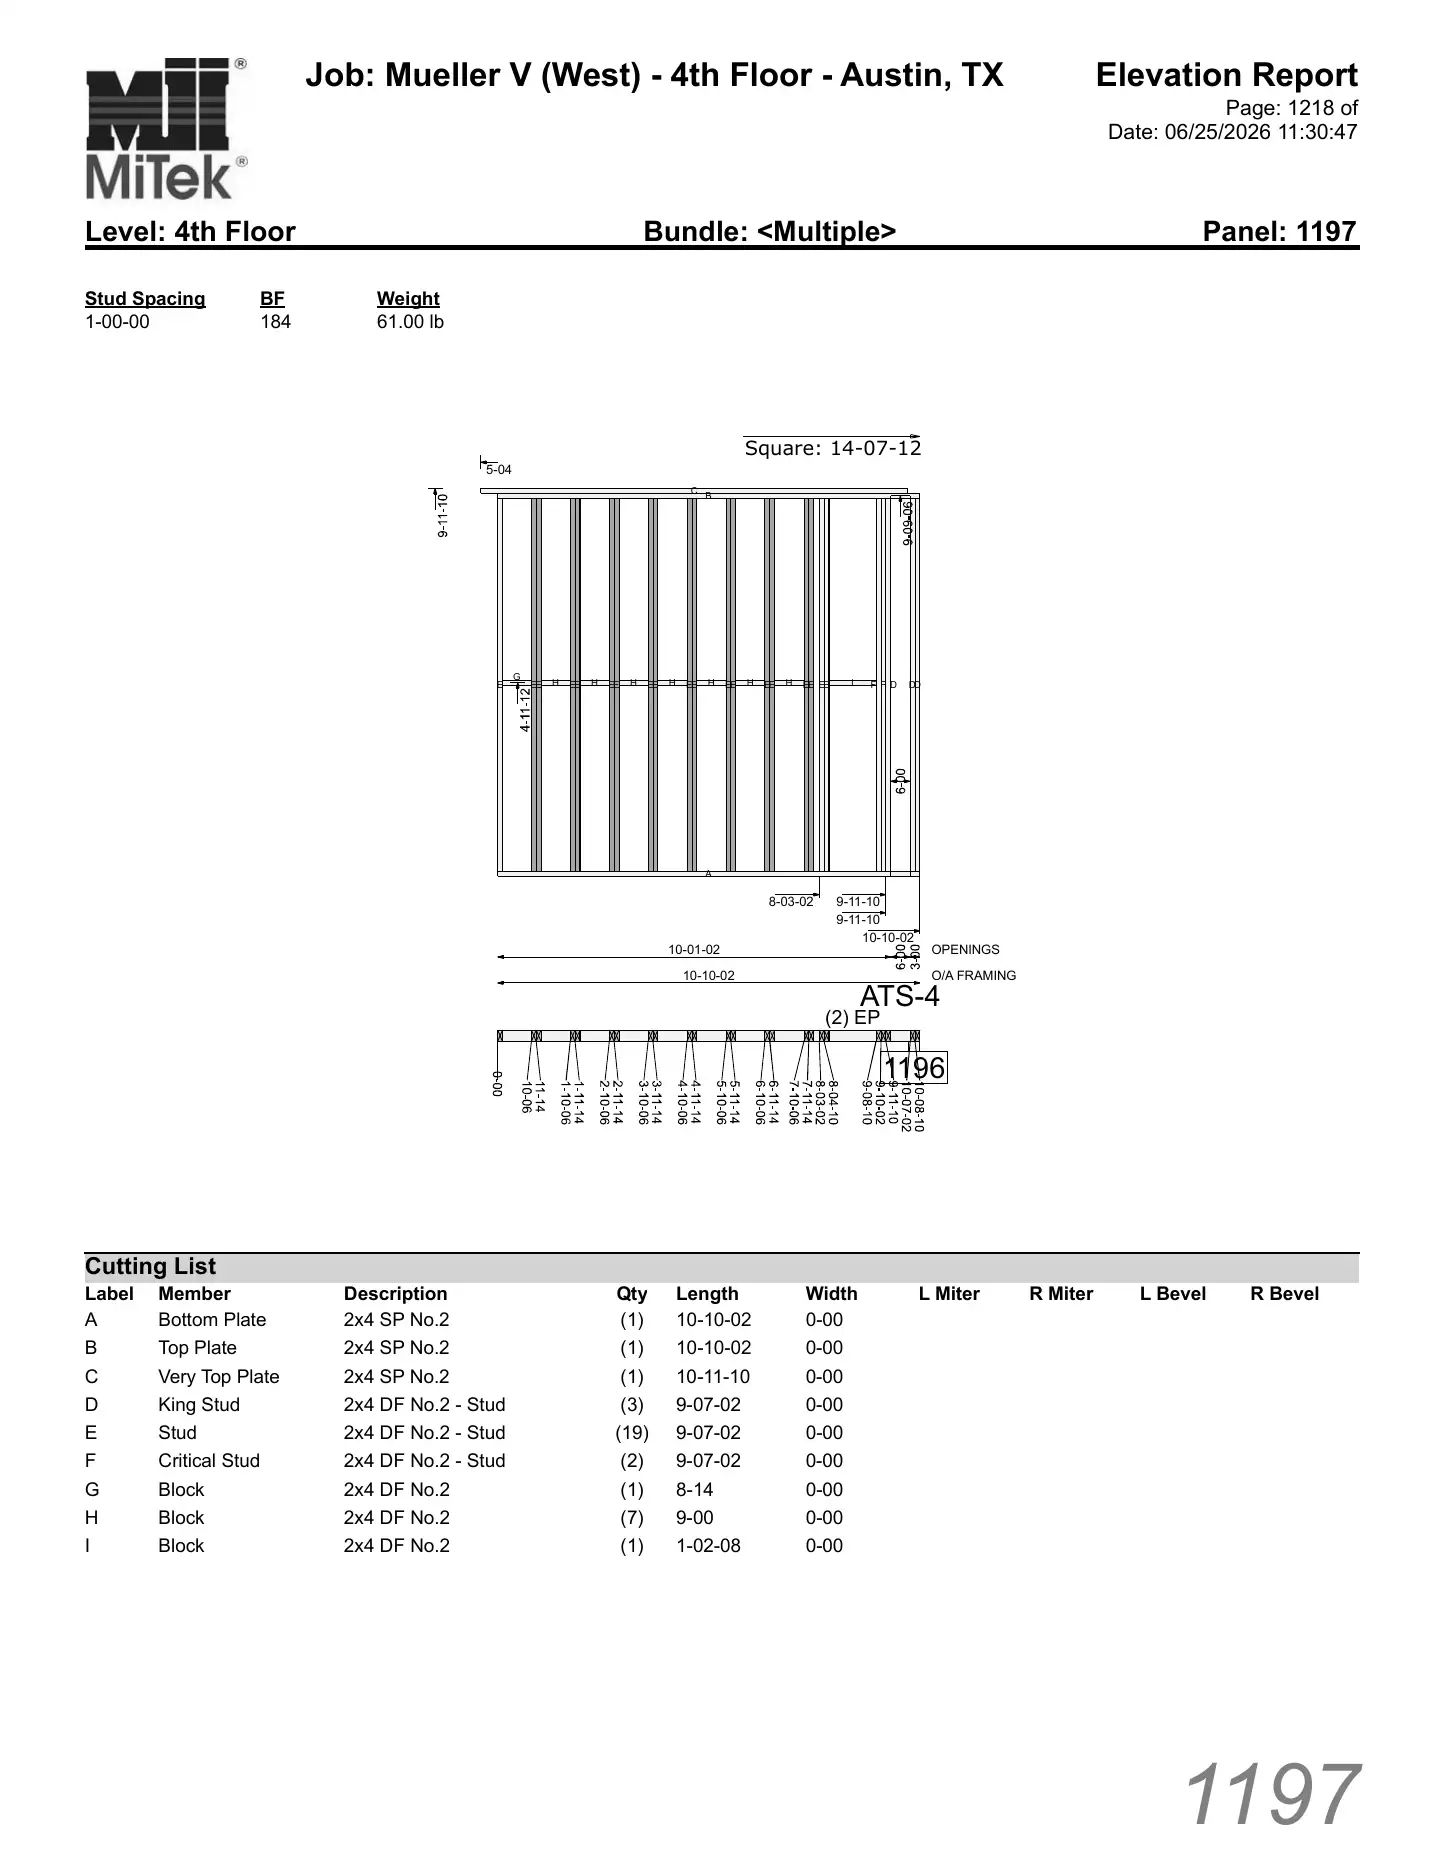 Job: Mueller V (West) - 4th Floor - Austin, TX
Elevation Report
Page: 1218 of
Date: 06/25/2026 11:30:47
MiTek®
Level: 4th Floor
Bundle: <Multiple>
Panel: 1197
Stud Spacing BF Weight
1-00-00 184 61.00 lb
Square: 14-07-12
5-04
C
B
9-11-10
9-09-06
G H H H H H H H I F D D D
4-11-12
6-00
A
8-03-02 9-11-10
9-11-10
10-10-02
10-01-02 6-00 3-00 OPENINGS
10-10-02 O/A FRAMING
ATS-4
(2) EP
1196
0-00 10-06 11-14 1-10-06 1-11-14 2-10-06 2-11-14 3-10-06 3-11-14 4-10-06 4-11-14 5-10-06 5-11-14 6-10-06 6-11-14 7-10-06 7-11-14 8-03-02 8-04-10 9-08-10 9-10-02 9-11-10 10-07-02 10-08-10
Cutting List
Label Member Description Qty Length Width L Miter R Miter L Bevel R Bevel
A Bottom Plate 2x4 SP No.2 (1) 10-10-02 0-00
B Top Plate 2x4 SP No.2 (1) 10-10-02 0-00
C Very Top Plate 2x4 SP No.2 (1) 10-11-10 0-00
D King Stud 2x4 DF No.2 - Stud (3) 9-07-02 0-00
E Stud 2x4 DF No.2 - Stud (19) 9-07-02 0-00
F Critical Stud 2x4 DF No.2 - Stud (2) 9-07-02 0-00
G Block 2x4 DF No.2 (1) 8-14 0-00
H Block 2x4 DF No.2 (7) 9-00 0-00
I Block 2x4 DF No.2 (1) 1-02-08 0-00
1197